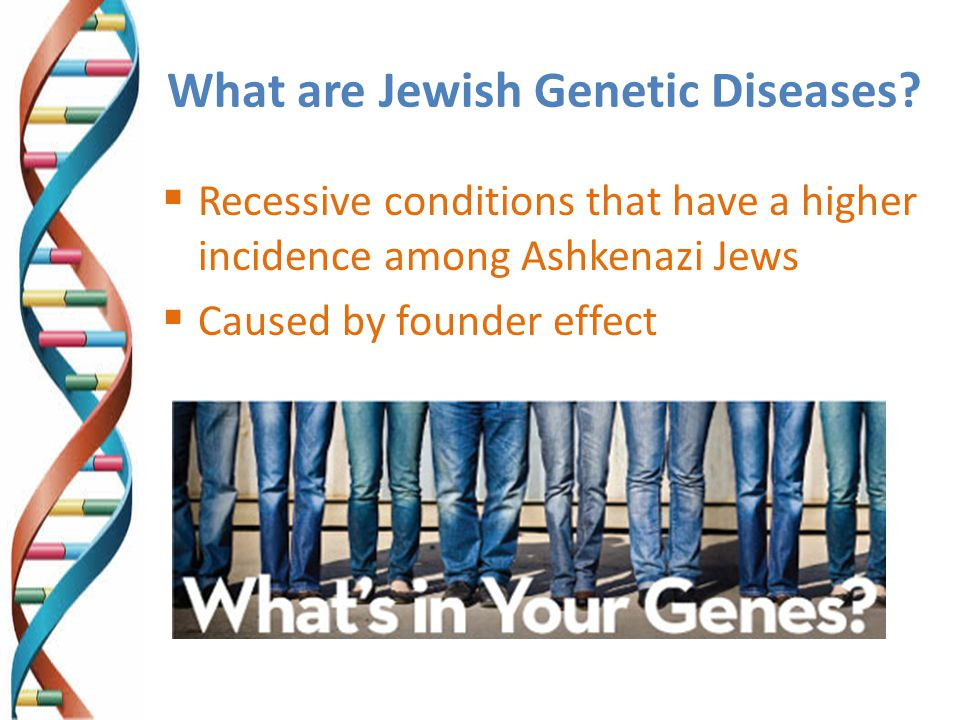 What are Jewish Genetic Diseases?
▪ Recessive conditions that have a higher
incidence among Ashkenazi Jews
▪ Caused by founder effect
What's in Your Genes?